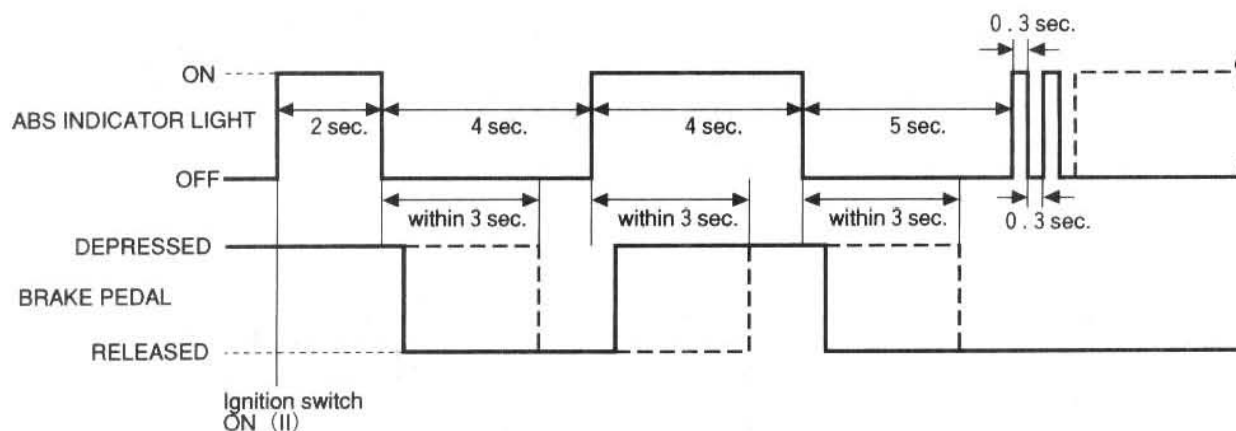 0.3 sec.
ON
ABS INDICATOR LIGHT
2 sec.
4 sec.
4 sec.
5 sec.
OFF
within 3 sec.
within 3 sec.
within 3 sec.
0.3 sec.
DEPRESSED
BRAKE PEDAL
RELEASED
Ignition switch
ON (II)